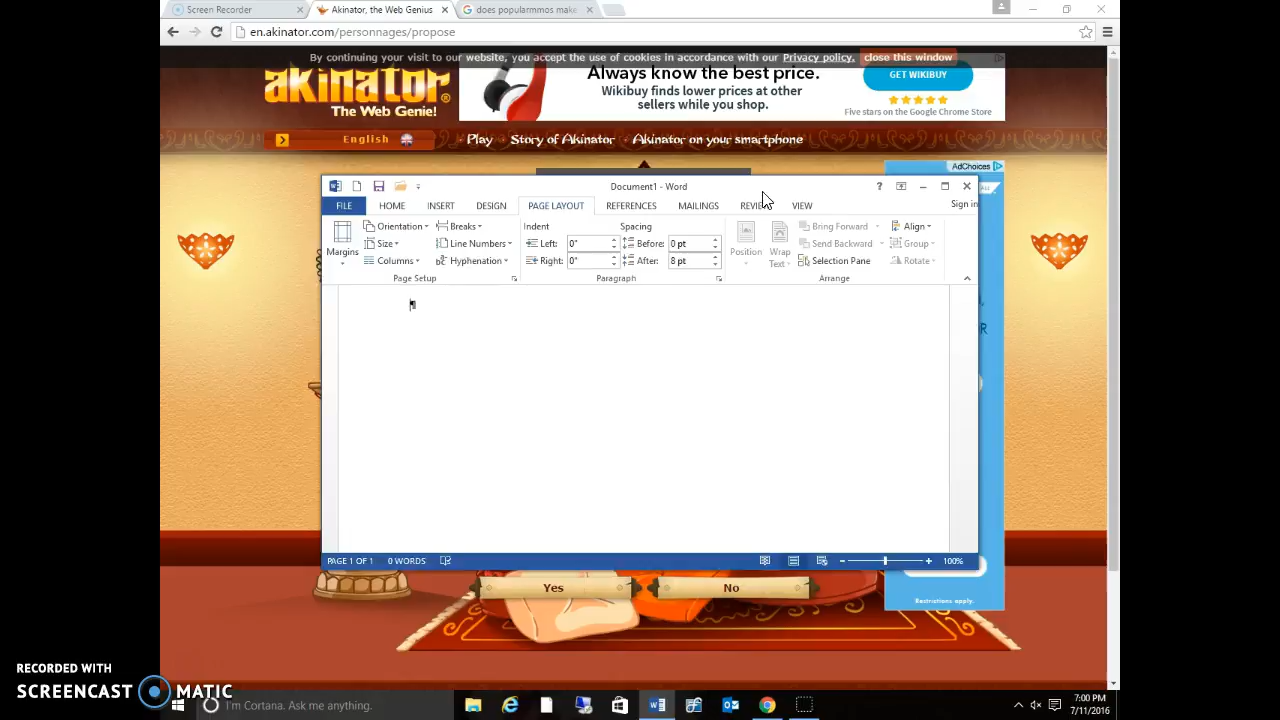 Screen Recorder
Akinator, the Web Genius
does popularmmos make
en.akinator.com/personnages/propose
By continuing your visit to our website, you accept the use of cookies in accordance with our Privacy policy. close this window
akinator®
The Web Genie!
Always know the best price.
Wikibuy finds lower prices at other
sellers while you shop.
GET WIKIBUY
Five stars on the Google Chrome Store
English
Play
Story of Akinator
Akinator on your smartphone
AdChoices
Document1 - Word
Sign in
FILE HOME INSERT DESIGN PAGE LAYOUT REFERENCES MAILINGS VIEW
Margins
Orientation
Size
Columns
Breaks
Line Numbers
Hyphenation
Page Setup
Indent
Left: 0"
Right: 0"
Spacing
Before: 0 pt
After: 8 pt
Paragraph
Position
Wrap
Text
Bring Forward
Send Backward
Selection Pane
Align
Group
Rotate
Arrange
¶
PAGE 1 OF 1 0 WORDS
100%
Yes
No
Restrictions apply.
RECORDED WITH
SCREENCAST MATIC
I'm Cortana. Ask me anything.
7:00 PM
7/11/2016